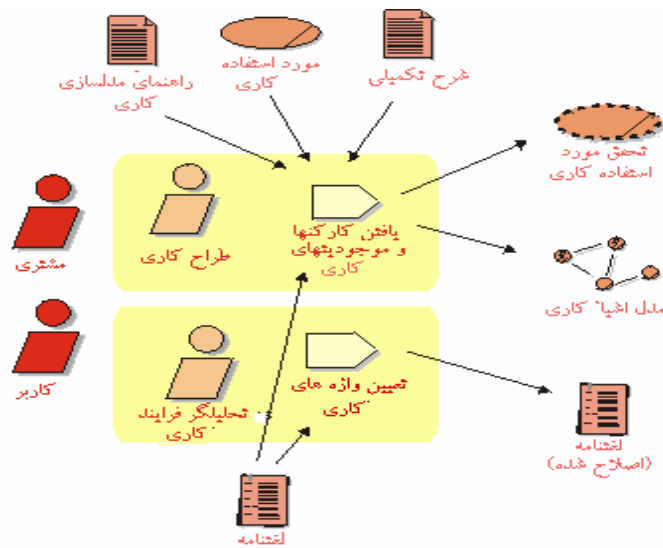 راهنمای مدلسازی
کاری
مورد استفاده
کاری
شرح تکمیلی
تحقق مورد
استفاده کاری
مشتری
طراح کاری
یافتن کارکنها
و موجودیتهای
کاری
مدل اشیاء کاری
کاربر
تحلیلگر فرایند
کاری
تعیین واژه های
کاری
لغتنامه
(اصلاح شده)
لغتنامه